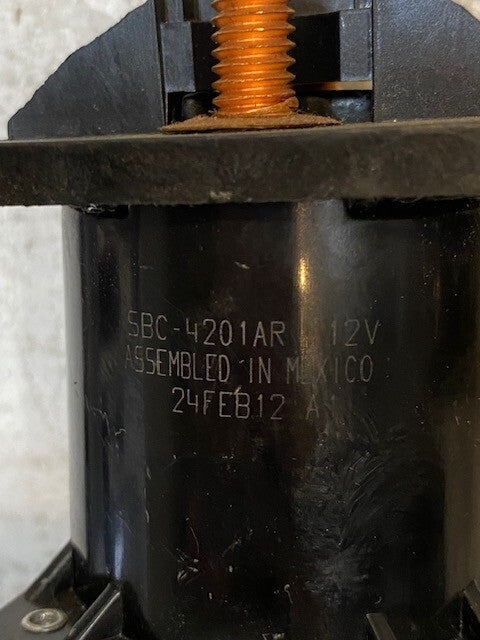 SBC-4201AR 12V
ASSEMBLED IN MEXICO
24FEB12 A